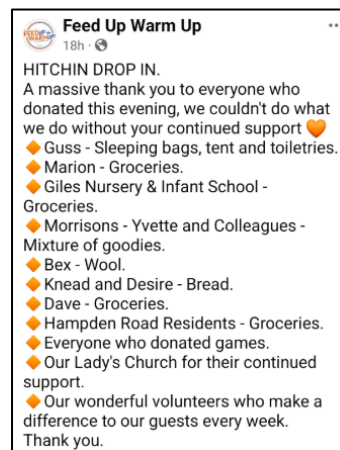 Feed Up Warm Up
18h ·
HITCHIN DROP IN.
A massive thank you to everyone who
donated this evening, we couldn't do what
we do without your continued support 🧡
🔶Guss - Sleeping bags, tent and toiletries.
🔶Marion - Groceries.
🔶Giles Nursery & Infant School -
Groceries.
🔶Morrisons - Yvette and Colleagues -
Mixture of goodies.
🔶Bex - Wool.
🔶Knead and Desire - Bread.
🔶Dave - Groceries.
🔶Hampden Road Residents - Groceries.
🔶Everyone who donated games.
🔶Our Lady's Church for their continued
support.
🔶Our wonderful volunteers who make a
difference to our guests every week.
Thank you.